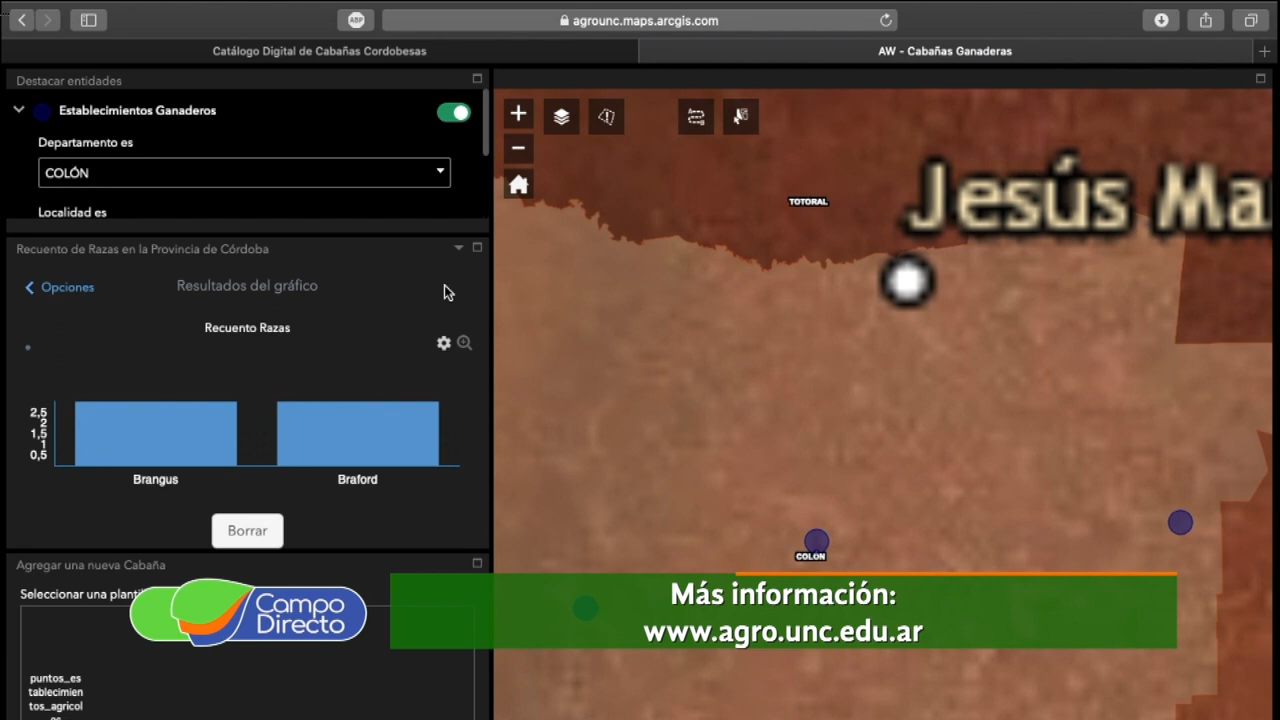 ABP
agrounc.maps.arcgis.com
Catálogo Digital de Cabañas Cordobesas
AW - Cabañas Ganaderas
Destacar entidades
Establecimientos Ganaderos
Departamento es
COLÓN
Localidad es
Recuento de Razas en la Provincia de Córdoba
Opciones
Resultados del gráfico
Recuento Razas
2,5
2
1,5
1
0,5
Brangus
Braford
Borrar
Agregar una nueva Cabaña
Seleccionar una plantil
puntos_es
tablecimien
tos_agricol
TOTORAL
Jesús Ma
COLÓN
Campo
Directo
Más información:
www.agro.unc.edu.ar